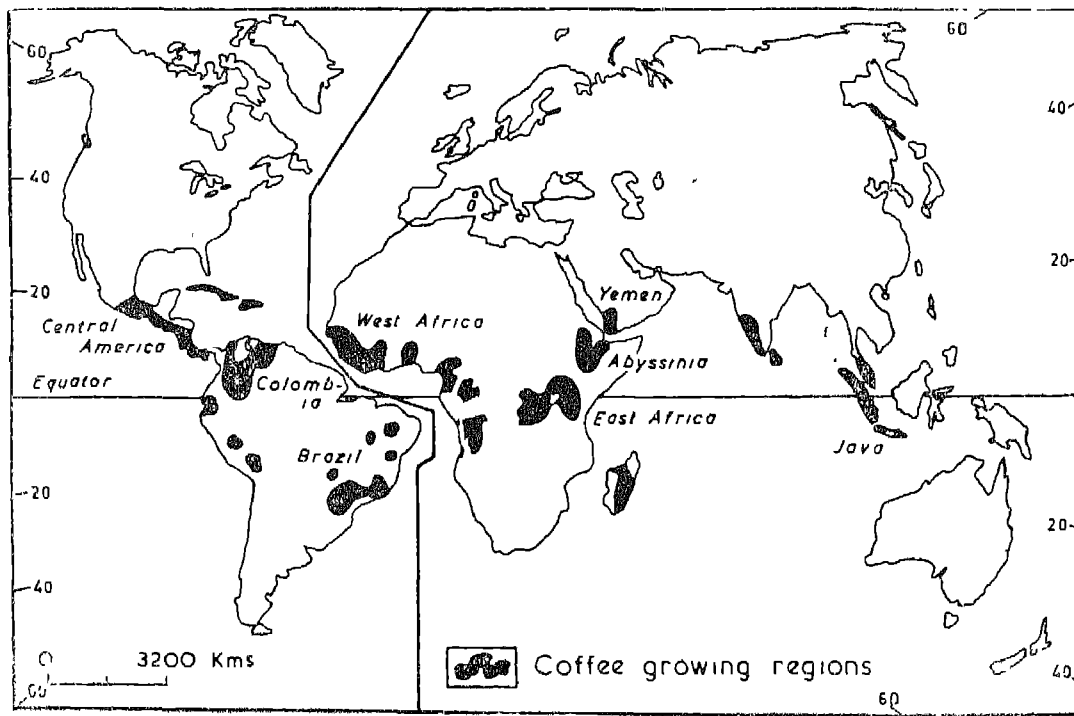 60
60
40
40
20
20
Yemen
West Africa
Central
America
Abyssinia
Equator
Colomb-
ia
East Africa
Brazil
Java
20
20
40
3200 Kms
Coffee growing regions
40
60
60